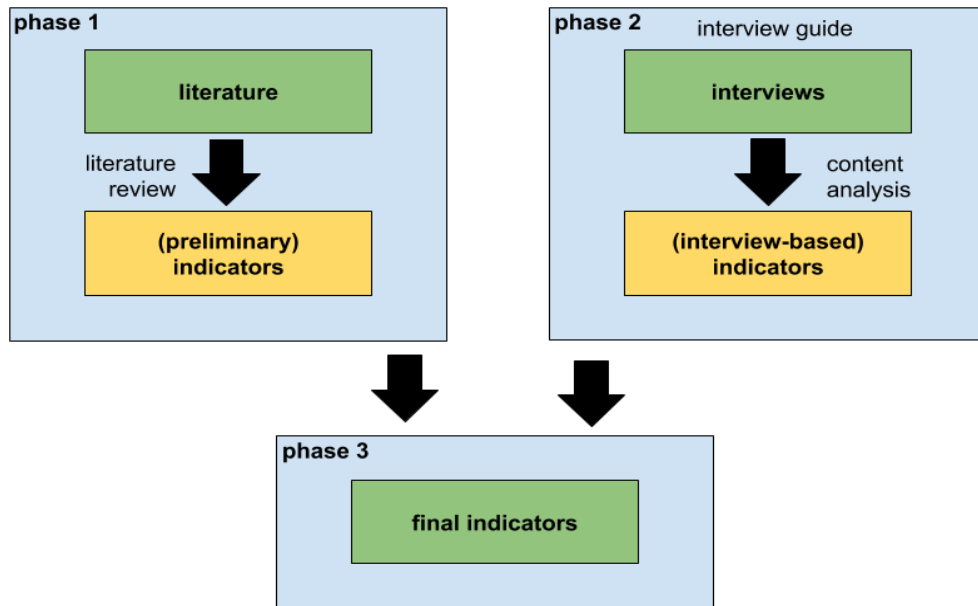 phase 1
literature
literature
review
(preliminary)
indicators
phase 2
interview guide
interviews
content
analysis
(interview-based)
indicators
phase 3
final indicators